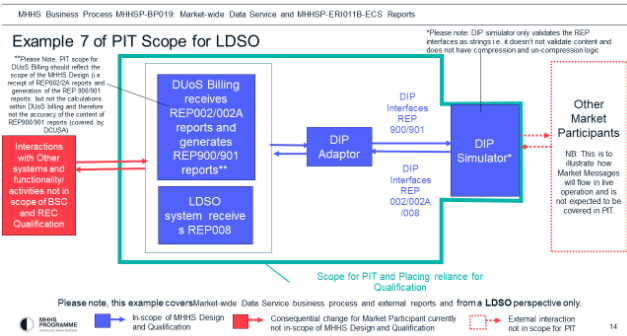 MHHS Business Process MHHSP-BP019: Market-wide Data Service and MHHSP-ERI011B-ECS Reports
Example 7 of PIT Scope for LDSO
*Please note: DIP simulator only validates the REP
interfaces as strings i.e. it doesn't validate content and
does not have compression and un-compression logic
**Please Note, PIT scope for
DUoS Billing should reflect the
scope of the MHHS Design (i.e.
receipt of REP002/2A reports and
generation of the REP 900/901
reports, but not the calculations
within DUoS billing and therefore
not the accuracy of the content of
REP900/901 reports (covered by
DCUSA)
Interactions
with Other
systems and
functionality/
activities not in
scope of BSC
and REC
Qualification
DUoS Billing
receives
REP002/002A
reports and
generates
REP900/901
reports**
LDSO
system receive
s REP008
DIP
Adaptor
DIP
Interfaces
REP
900/901
DIP
Interfaces
REP
002/002A
/008
DIP
Simulator*
Other
Market
Participants
NB: This is to
illustrate how
Market Messages
will flow in live
operation and is
not expected to be
covered in PIT.
Scope for PIT and Placing reliance for
Qualification
Please note, this example covers Market-wide Data Service business process and external reports and from a LDSO perspective only.
MHHS
PROGRAMME
In-scope of MHHS Design
and Qualification
Consequential change for Market Participant currently
not in-scope of MHHS Design and Qualification
External interaction
not in scope for PIT
14